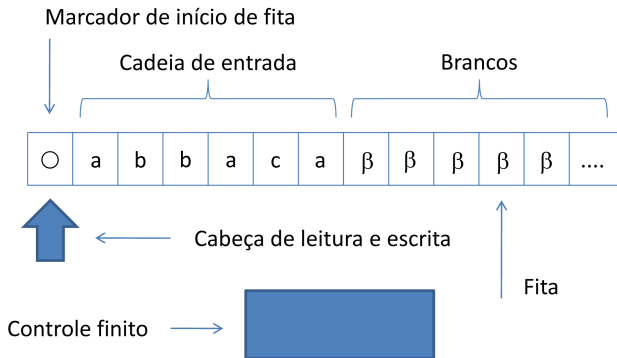 Marcador de início de fita
Cadeia de entrada
Brancos
○ a b b a c a β β β β β ....
Cabeça de leitura e escrita
Fita
Controle finito